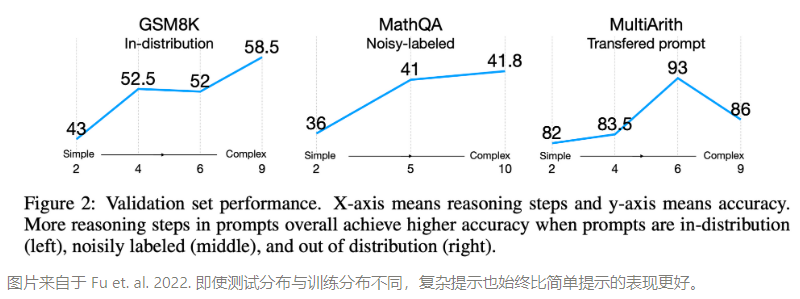 GSM8K
In-distribution
43
52.5
52
58.5
Simple
Complex
2
4
6
9
MathQA
Noisy-labeled
36
41
41.8
Simple
Complex
2
5
10
MultiArith
Transfered prompt
82
83.5
93
86
Simple
Complex
2
4
6
9
Figure 2: Validation set performance. X-axis means reasoning steps and y-axis means accuracy.
More reasoning steps in prompts overall achieve higher accuracy when prompts are in-distribution
(left), noisily labeled (middle), and out of distribution (right).
图片来自于 Fu et. al. 2022. 即使测试分布与训练分布不同，复杂提示也始终比简单提示的表现更好。